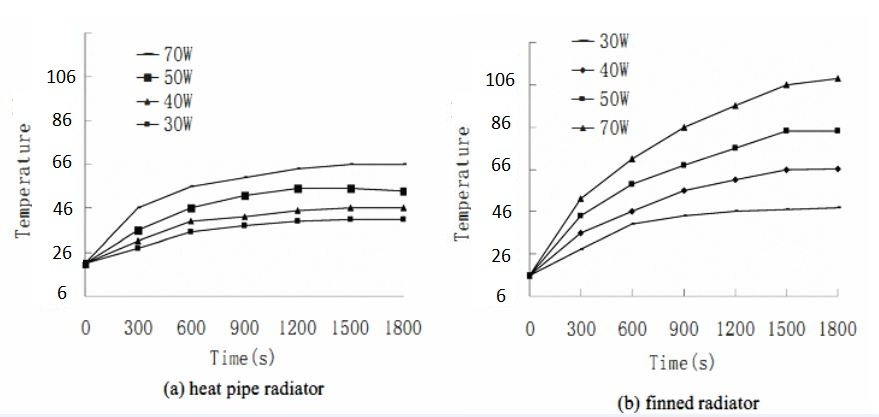 70W
50W
40W
30W
106
86
66
46
26
6
Temperature
0 300 600 900 1200 1500 1800
Time(s)
(a) heat pipe radiator
30W
40W
50W
70W
106
86
66
46
26
6
Temperature
0 300 600 900 1200 1500 1800
Time(s)
(b) finned radiator